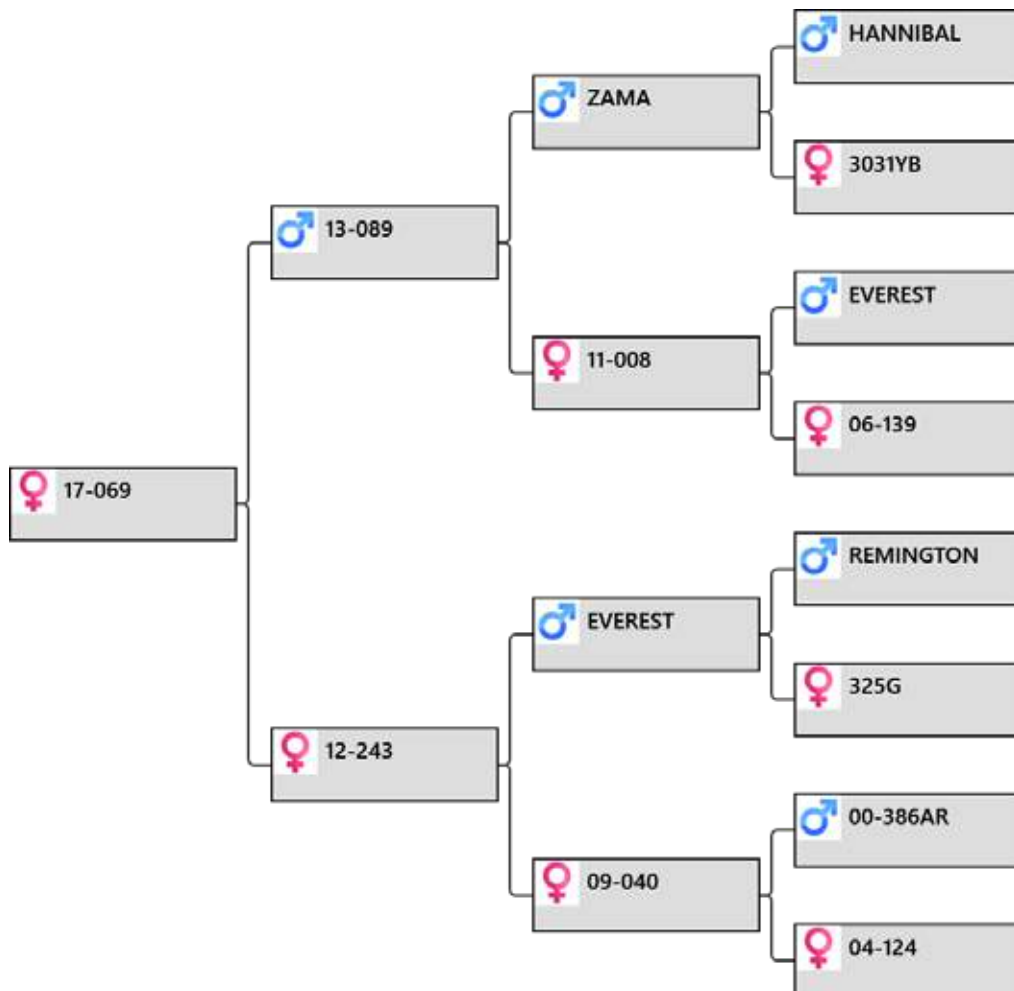 HANNIBAL
ZAMA
3031YB
13-089
EVEREST
11-008
06-139
17-069
REMINGTON
EVEREST
325G
12-243
00-386AR
09-040
04-124